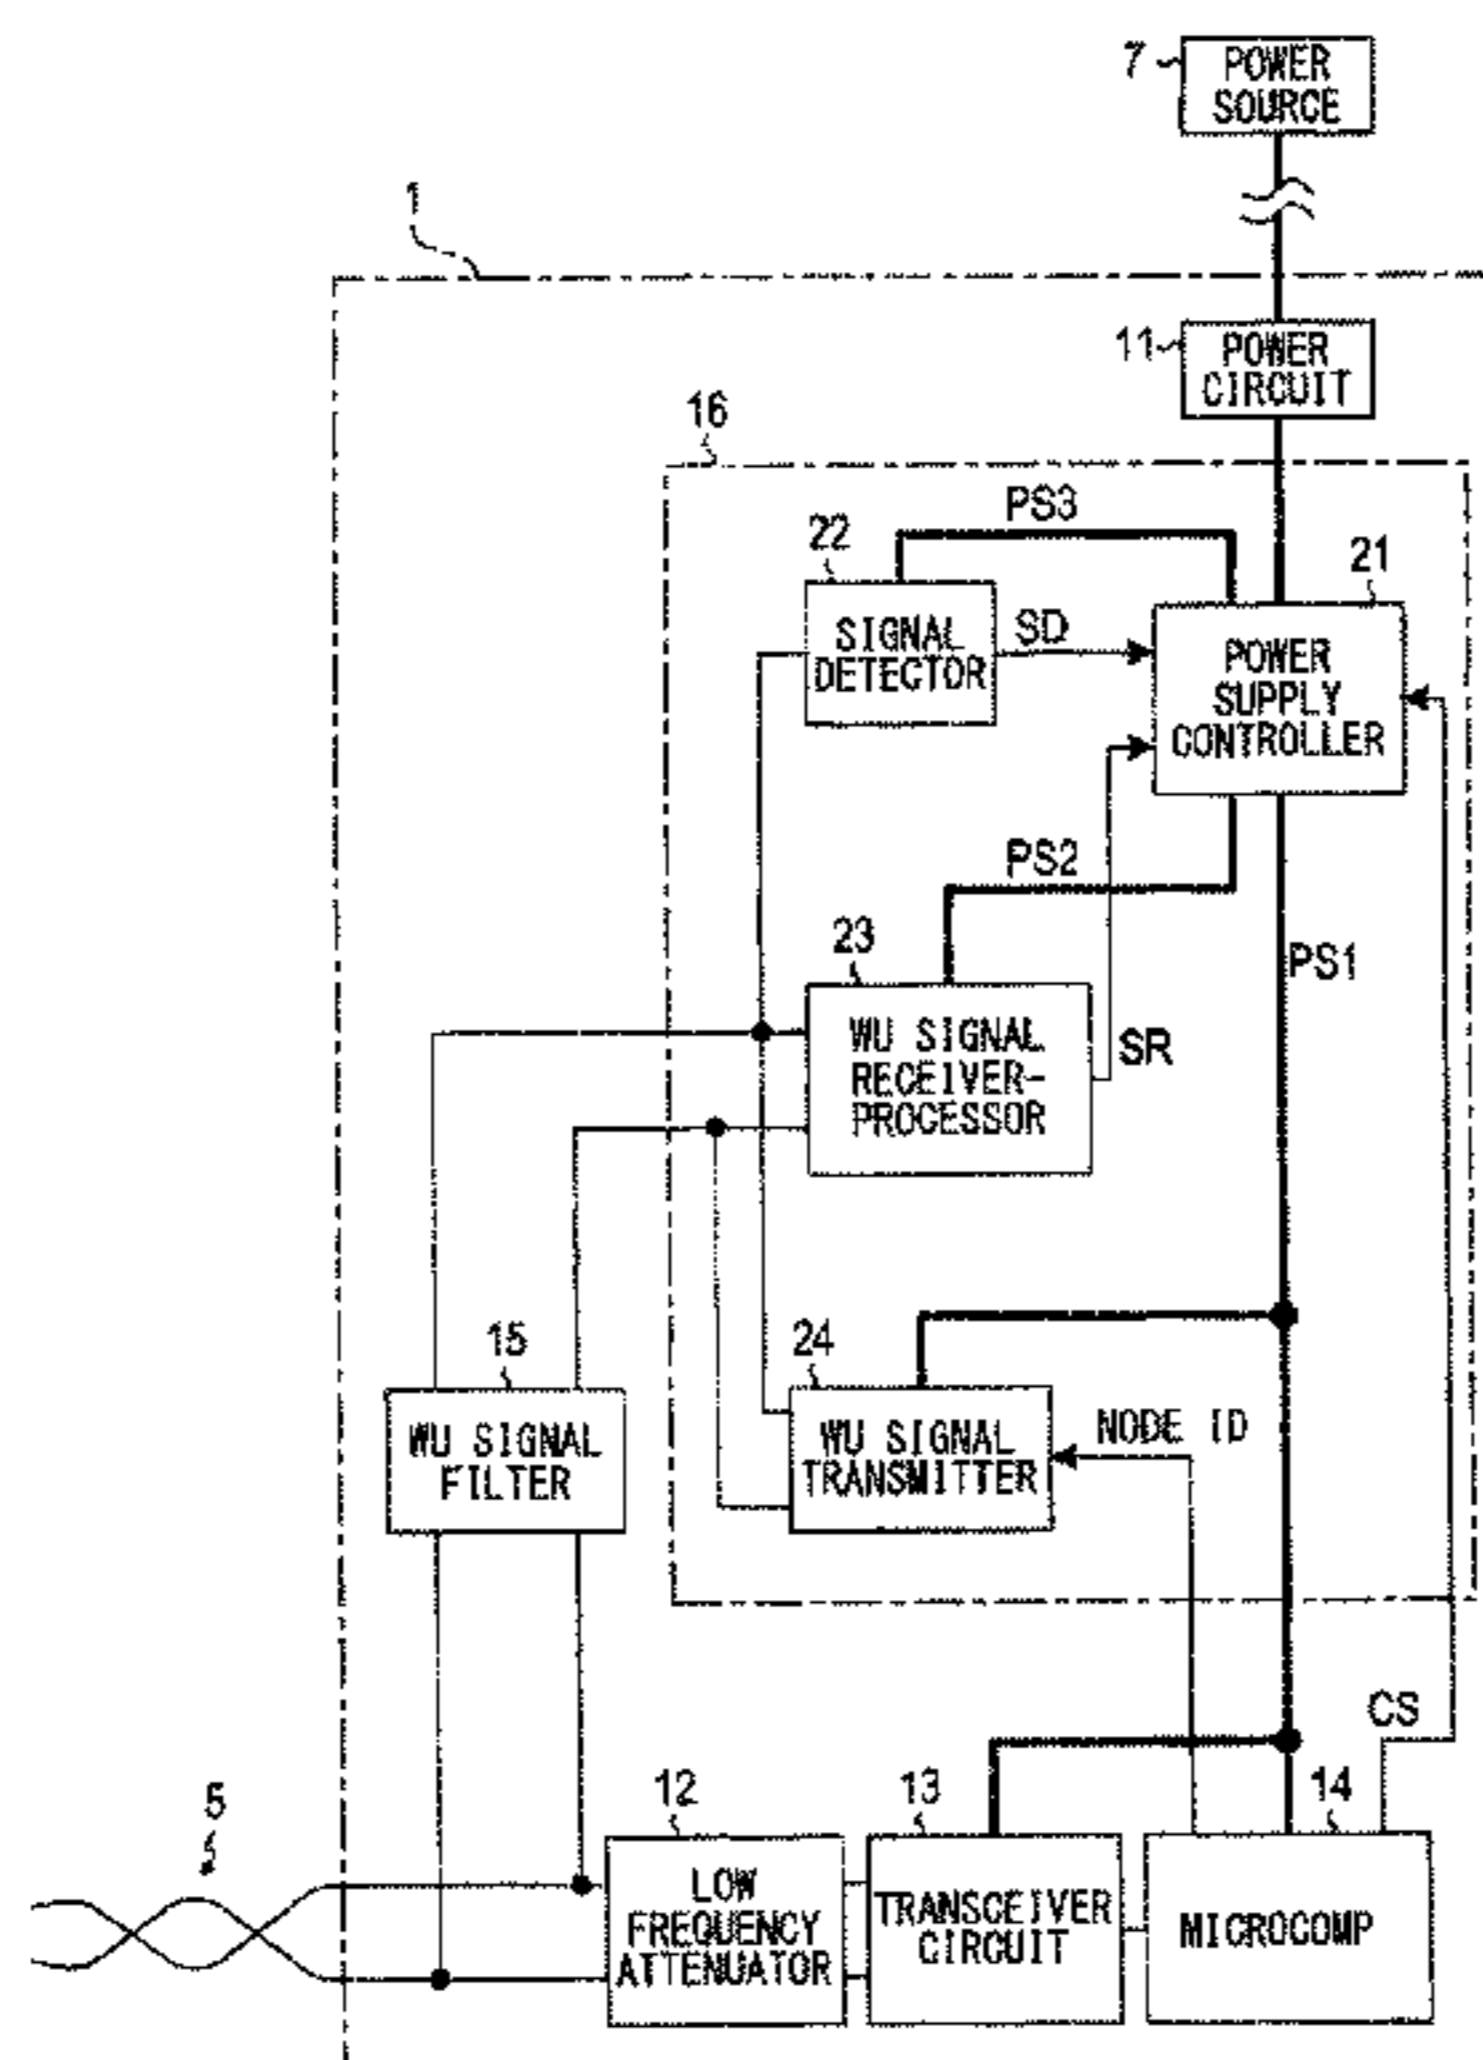 7
POWER
SOURCE
1
11
POWER
CIRCUIT
16
PS3
22
21
SIGNAL
DETECTOR
SD
POWER
SUPPLY
CONTROLLER
PS2
23
PS1
WU SIGNAL
RECEIVER-
PROCESSOR
SR
15
24
WU SIGNAL
FILTER
WU SIGNAL
TRANSMITTER
NODE ID
CS
5
12
13
14
LOW
FREQUENCY
ATTENUATOR
TRANSCEIVER
CIRCUIT
MICROCOMP